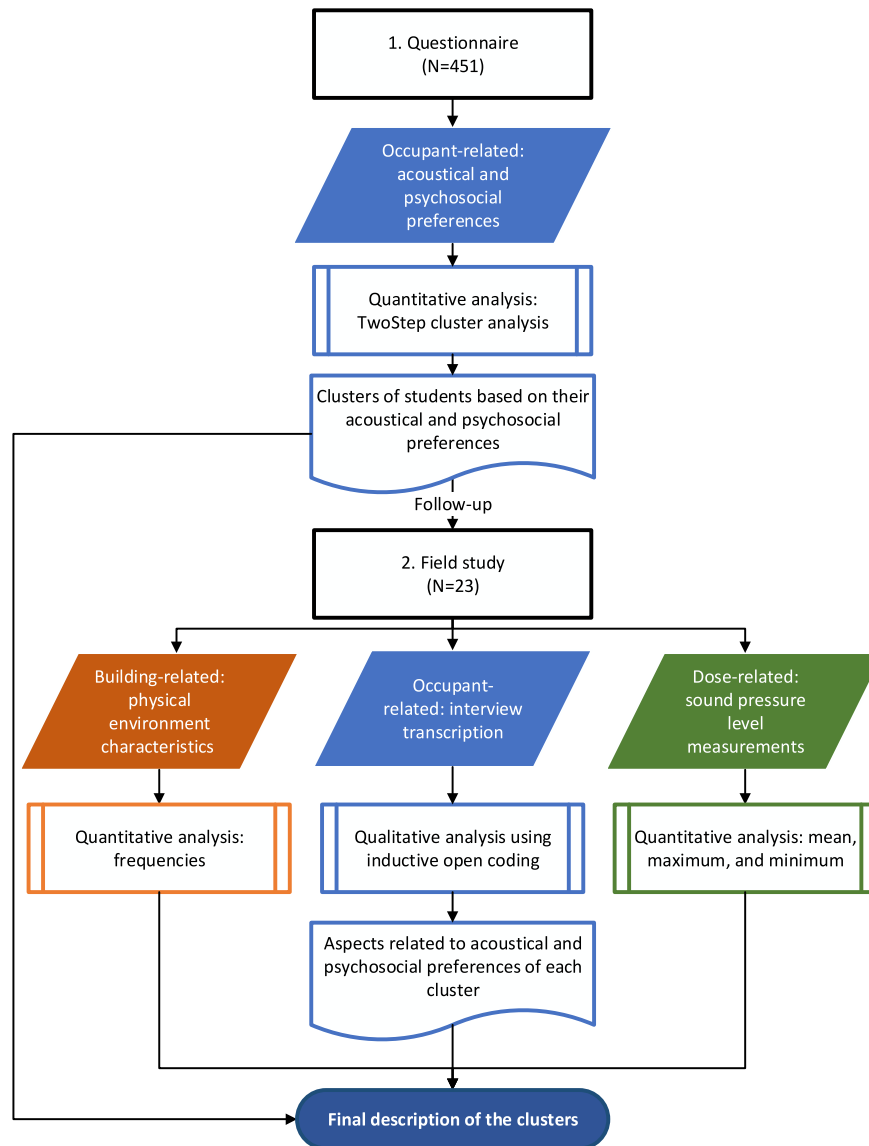 1. Questionnaire
(N=451)
Occupant-related:
acoustical and
psychosocial
preferences
Quantitative analysis:
TwoStep cluster analysis
Clusters of students based on their
acoustical and psychosocial
preferences
Follow-up
2. Field study
(N=23)
Building-related:
physical
environment
characteristics
Occupant-
related: interview
transcription
Dose-related:
sound pressure
level
measurements
Quantitative analysis:
frequencies
Qualitative analysis using
inductive open coding
Quantitative analysis: mean,
maximum, and minimum
Aspects related to acoustical and
psychosocial preferences of each
cluster
Final description of the clusters